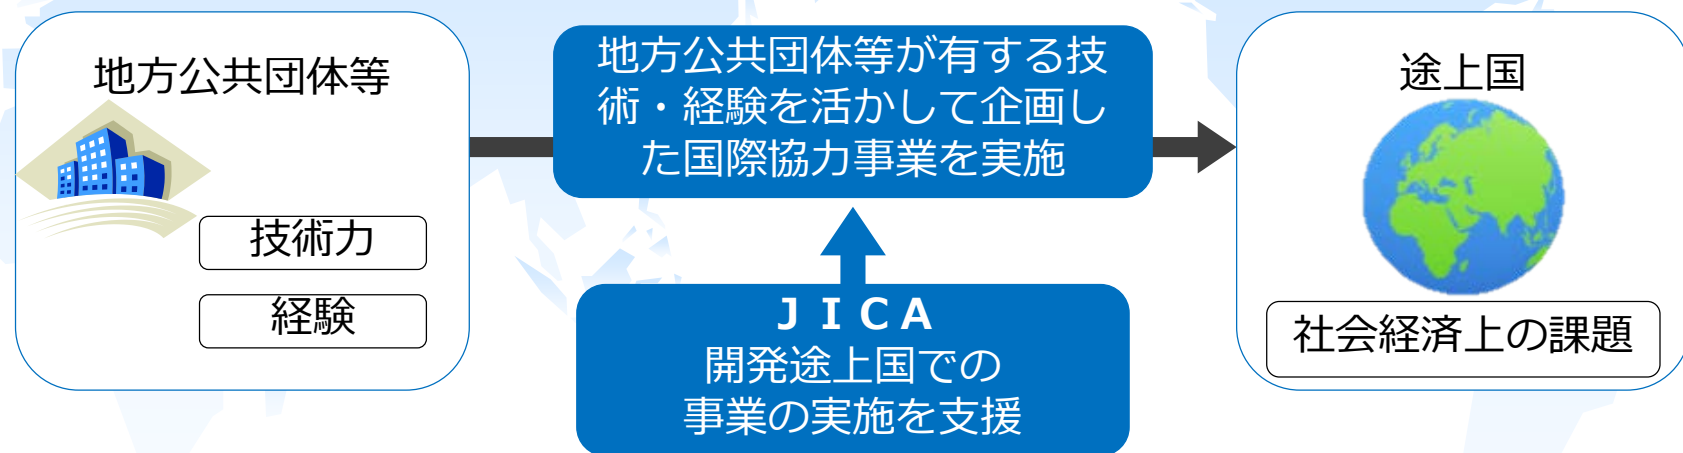 地方公共団体等
技術力
経験
地方公共団体等が有する技
術・経験を活かして企画し
た国際協力事業を実施
ＪＩＣＡ
開発途上国での
事業の実施を支援
途上国
社会経済上の課題